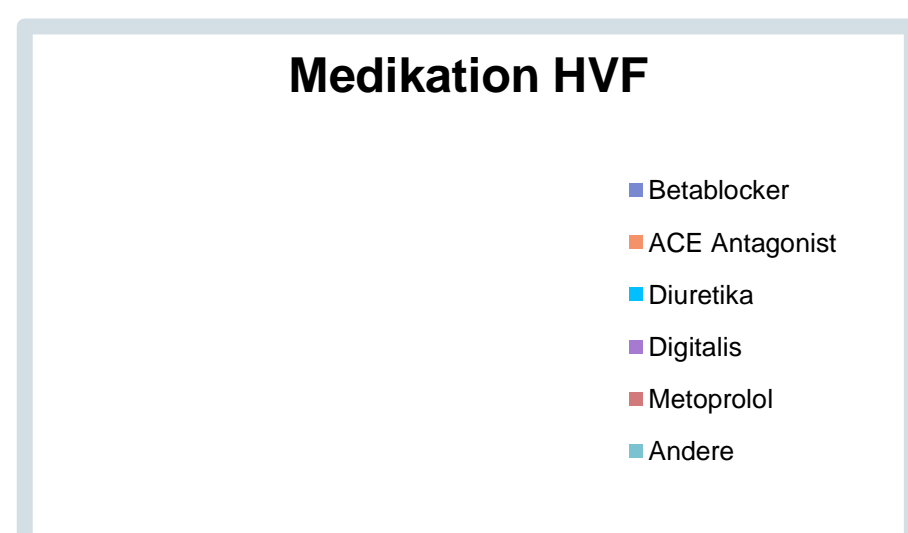 Medikation HVF
Betablocker
ACE Antagonist
Diuretika
Digitalis
Metoprolol
Andere